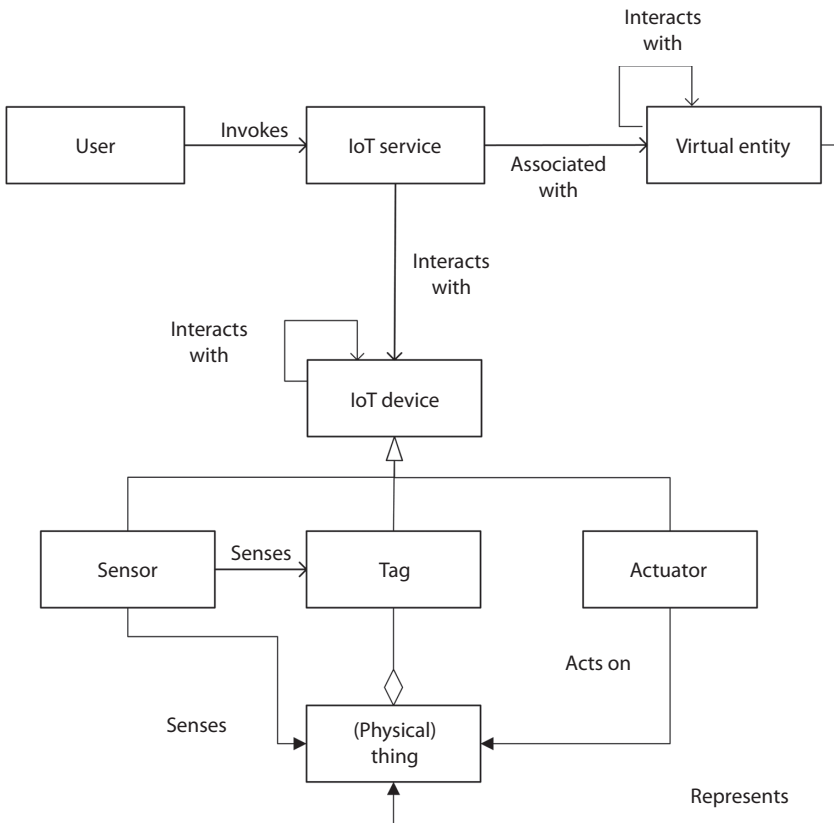 Interacts
with
User
Invokes
IoT service
Associated
with
Virtual entity
Interacts
with
Interacts
with
IoT device
Sensor
Senses
Tag
Actuator
Acts on
Senses
(Physical)
thing
Represents